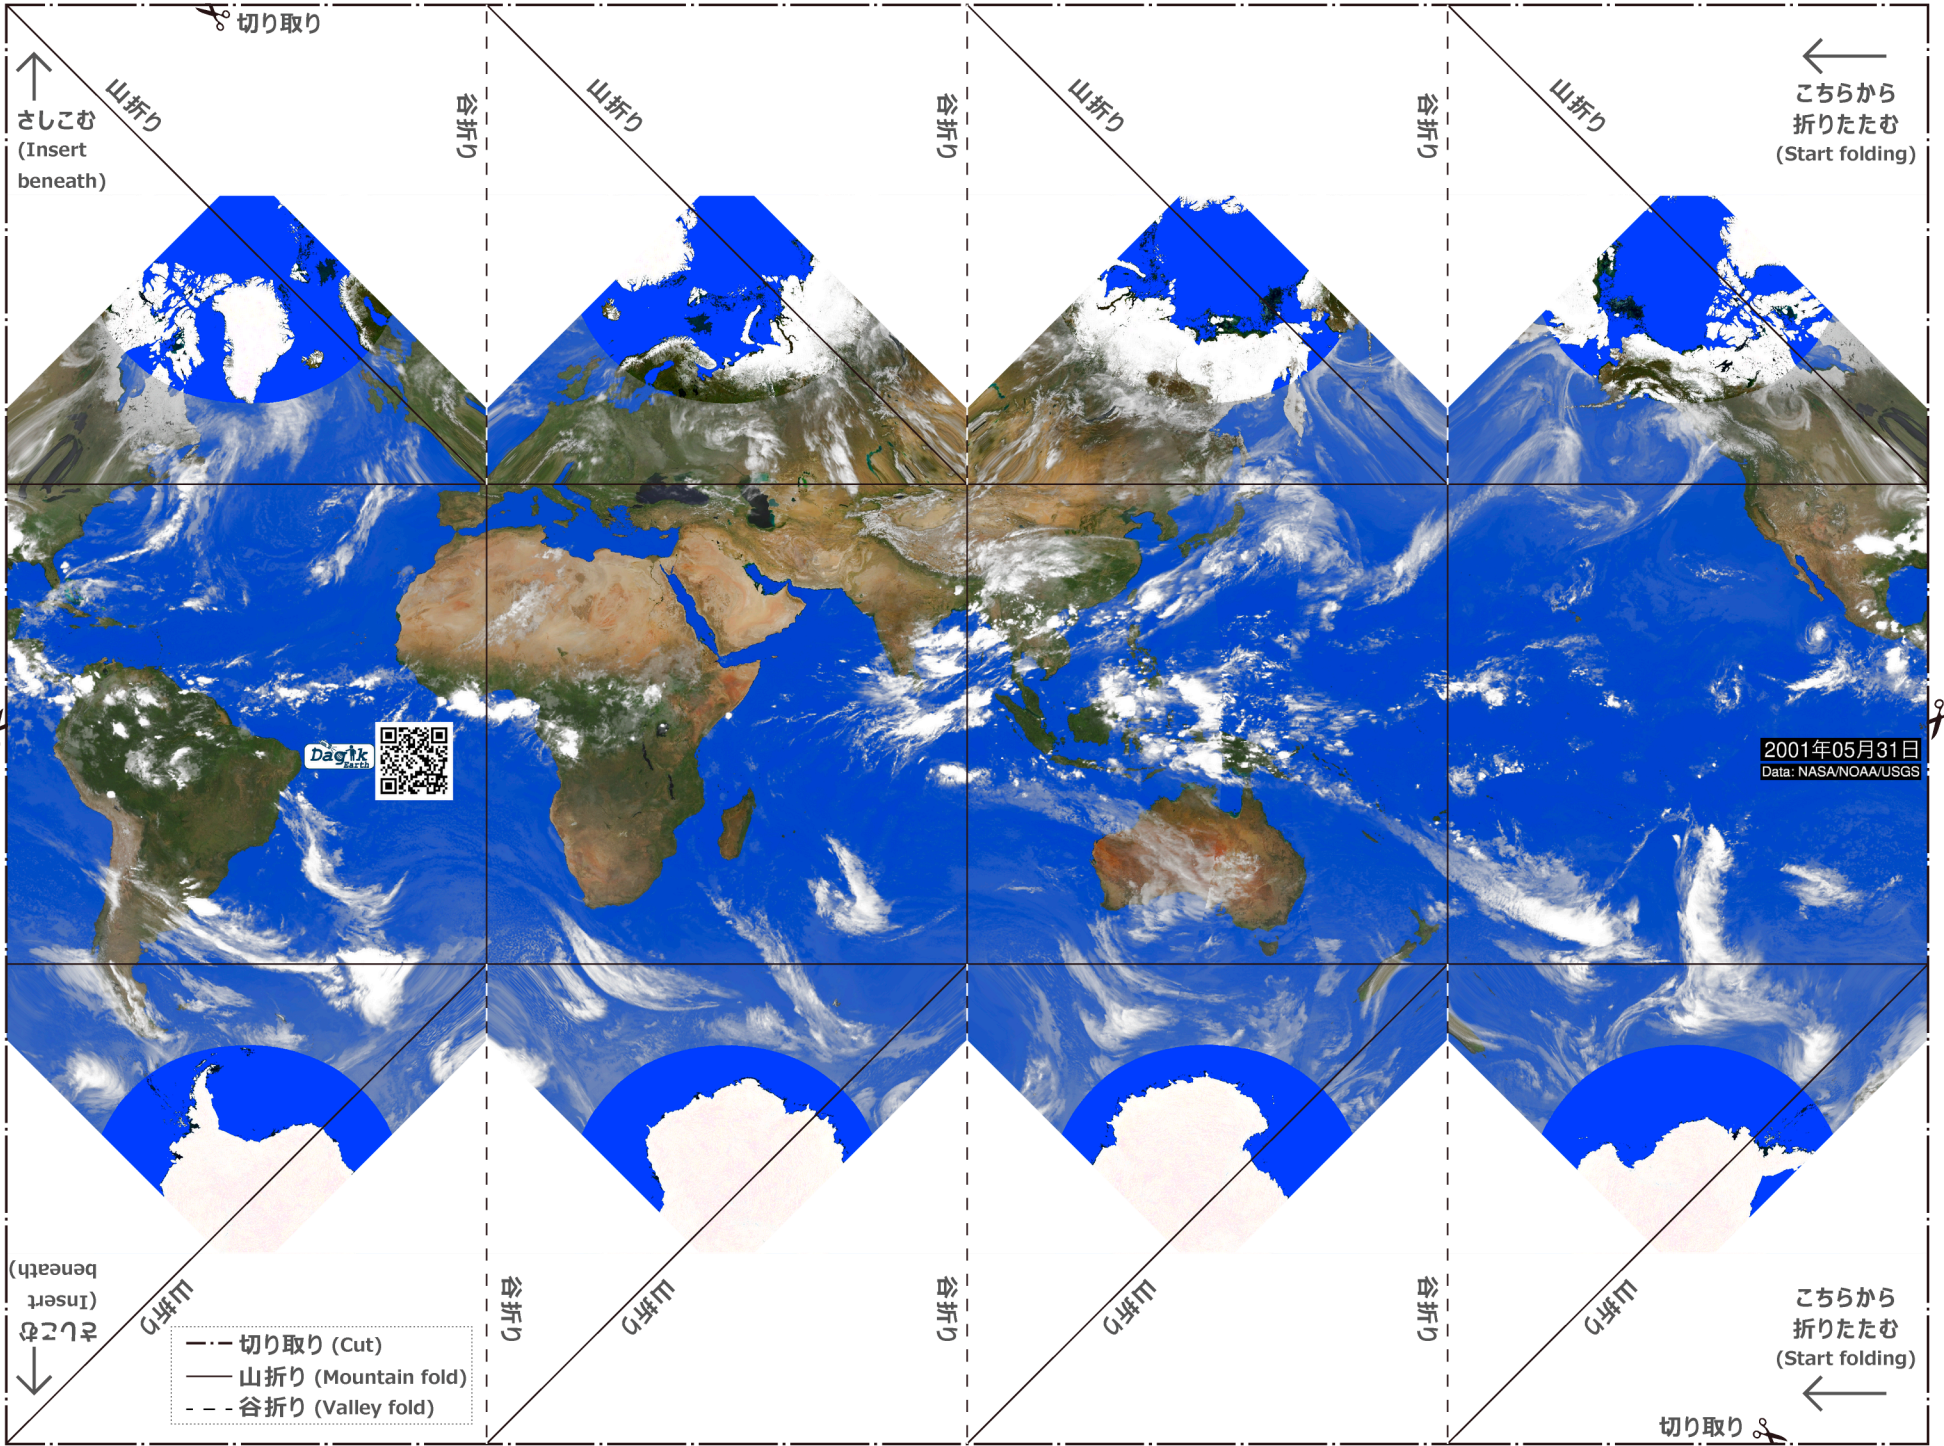 切り取り
山折り
谷折り
山折り
谷折り
山折り
谷折り
山折り
さしこむ
(Insert
beneath)
こちらから
折りたたむ
(Start folding)
Dagik
Earth
2001年05月31日
Data: NASA/NOAA/USGS
さしこむ
(Insert
beneath)
山折り
谷折り
山折り
谷折り
山折り
谷折り
山折り
こちらから
折りたたむ
(Start folding)
切り取り (Cut)
山折り (Mountain fold)
谷折り (Valley fold)
切り取り